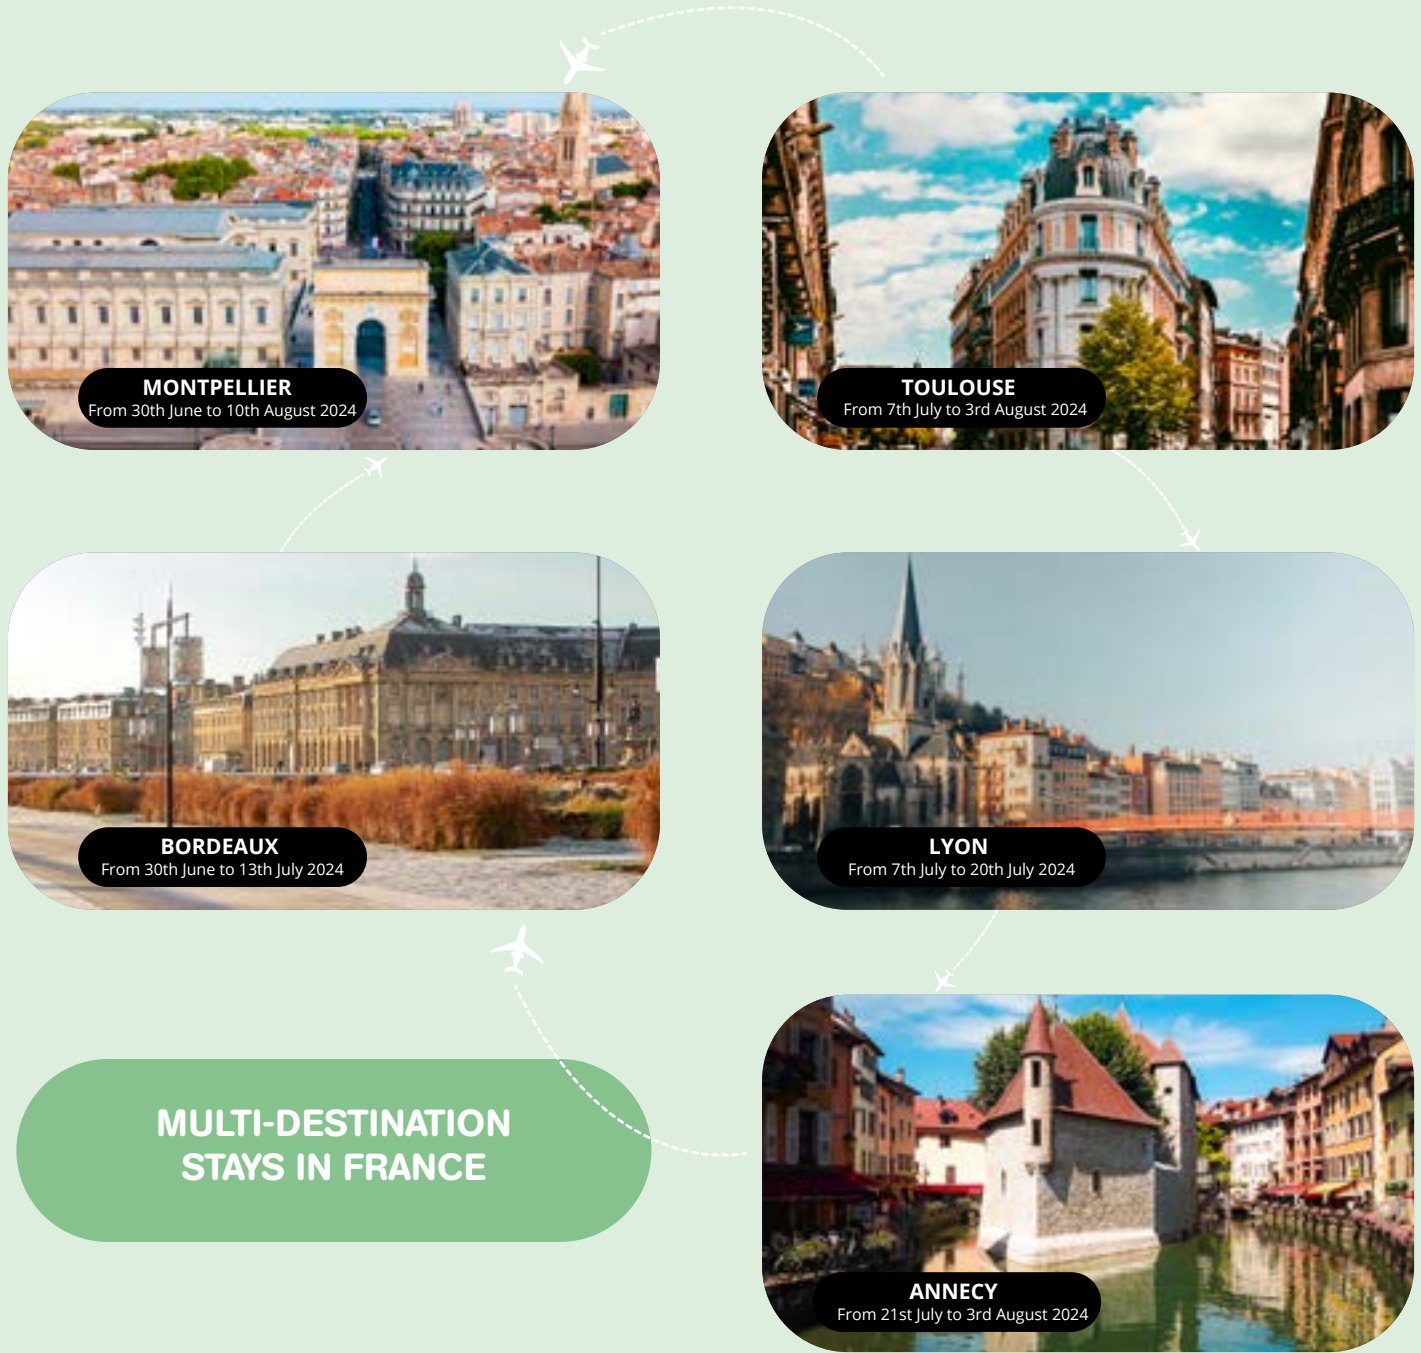 MONTPELLIER
From 30th June to 10th August 2024
TOULOUSE
From 7th July to 3rd August 2024
BORDEAUX
From 30th June to 13th July 2024
LYON
From 7th July to 20th July 2024
MULTI-DESTINATION
STAYS IN FRANCE
ANNECY
From 21st July to 3rd August 2024